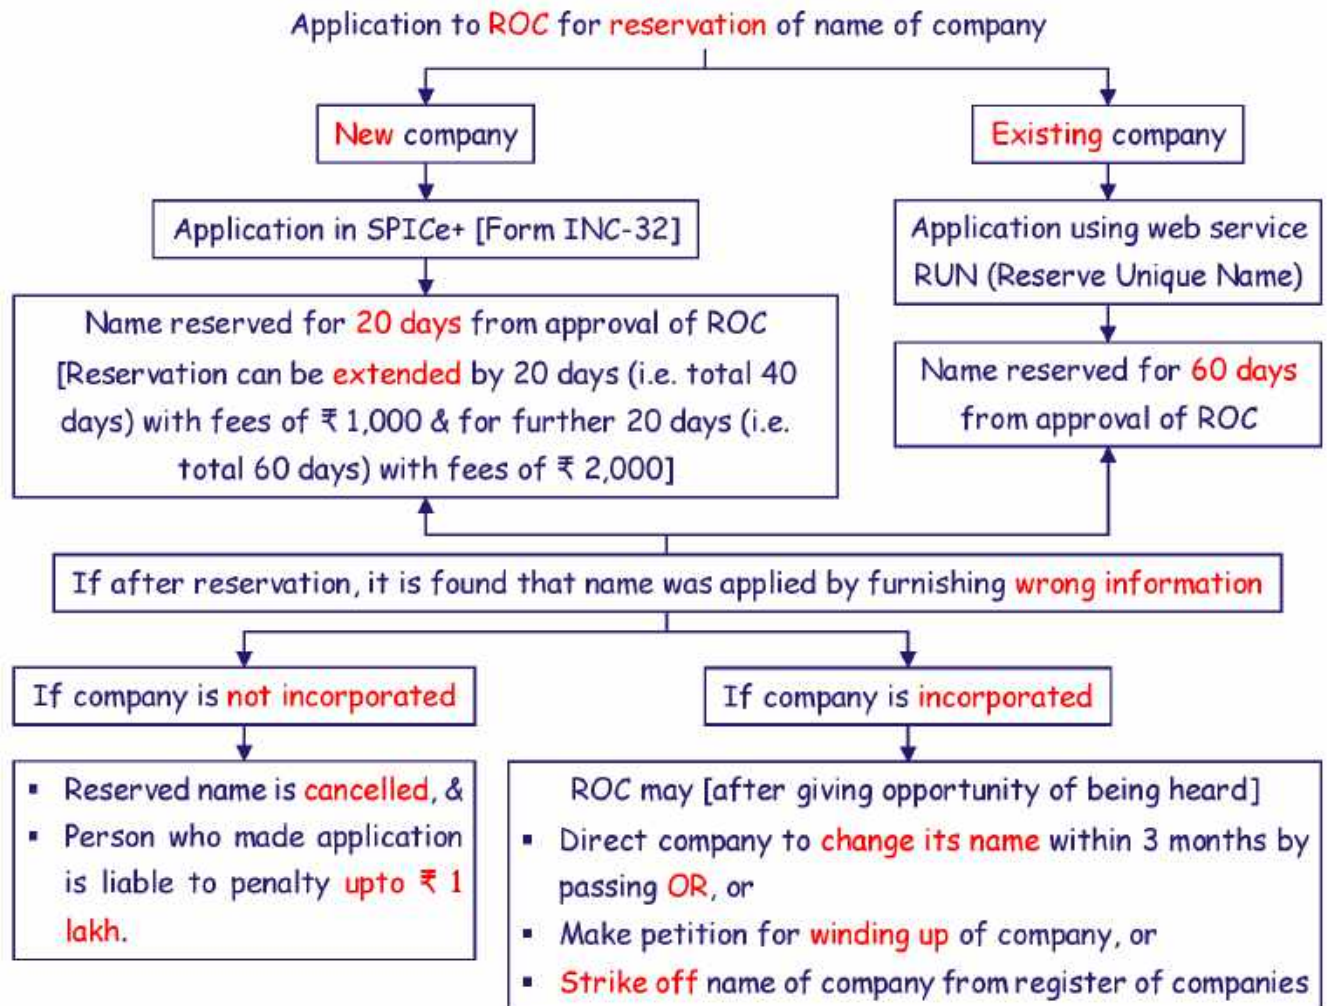 Application to ROC for reservation of name of company
New company
Existing company
Application in SPICe+ [Form INC-32]
Application using web service
RUN (Reserve Unique Name)
Name reserved for 20 days from approval of ROC
[Reservation can be extended by 20 days (i.e. total 40
days) with fees of ₹ 1,000 & for further 20 days (i.e.
total 60 days) with fees of ₹ 2,000]
Name reserved for 60 days
from approval of ROC
If after reservation, it is found that name was applied by furnishing wrong information
If company is not incorporated
If company is incorporated
▪ Reserved name is cancelled, &
▪ Person who made application
is liable to penalty upto ₹ 1
lakh.
ROC may [after giving opportunity of being heard]
▪ Direct company to change its name within 3 months by
passing OR, or
▪ Make petition for winding up of company, or
▪ Strike off name of company from register of companies